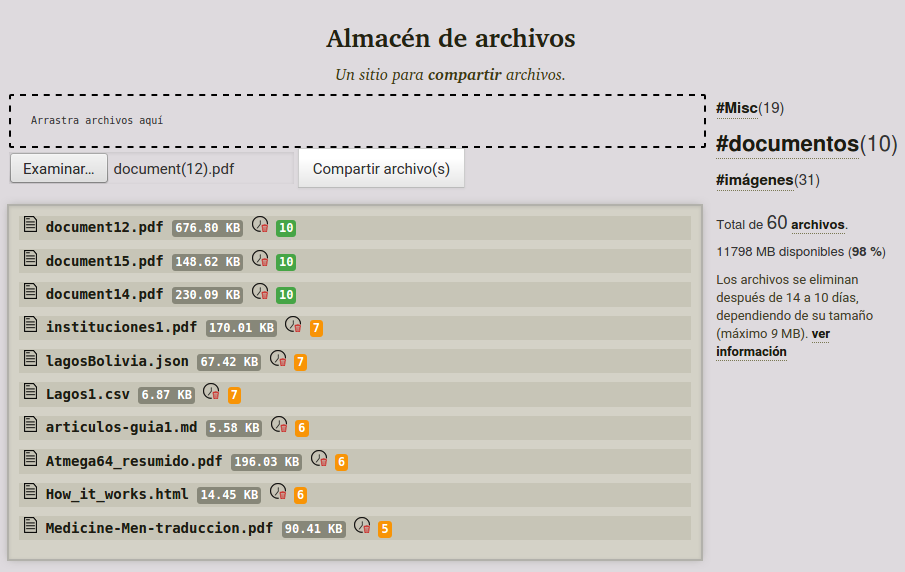 Almacén de archivos
Un sitio para compartir archivos.
Arrastra archivos aquí
Examinar... document(12).pdf Compartir archivo(s)
document12.pdf 676.80 KB 10
document15.pdf 148.62 KB 10
document14.pdf 230.09 KB 10
instituciones1.pdf 170.01 KB 7
lagosBolivia.json 67.42 KB 7
Lagos1.csv 6.87 KB 7
articulos-guia1.md 5.58 KB 6
Atmega64_resumido.pdf 196.03 KB 6
How_it_works.html 14.45 KB 6
Medicine-Men-traduccion.pdf 90.41 KB 5
#Misc(19)
#documentos(10)
#imágenes(31)
Total de 60 archivos.
11798 MB disponibles (98 %)
Los archivos se eliminan
después de 14 a 10 días,
dependiendo de su tamaño
(máximo 9 MB). ver
información